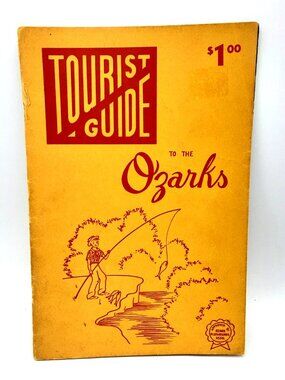 TOURIST
GUIDE
$1.00
TO THE
Ozarks